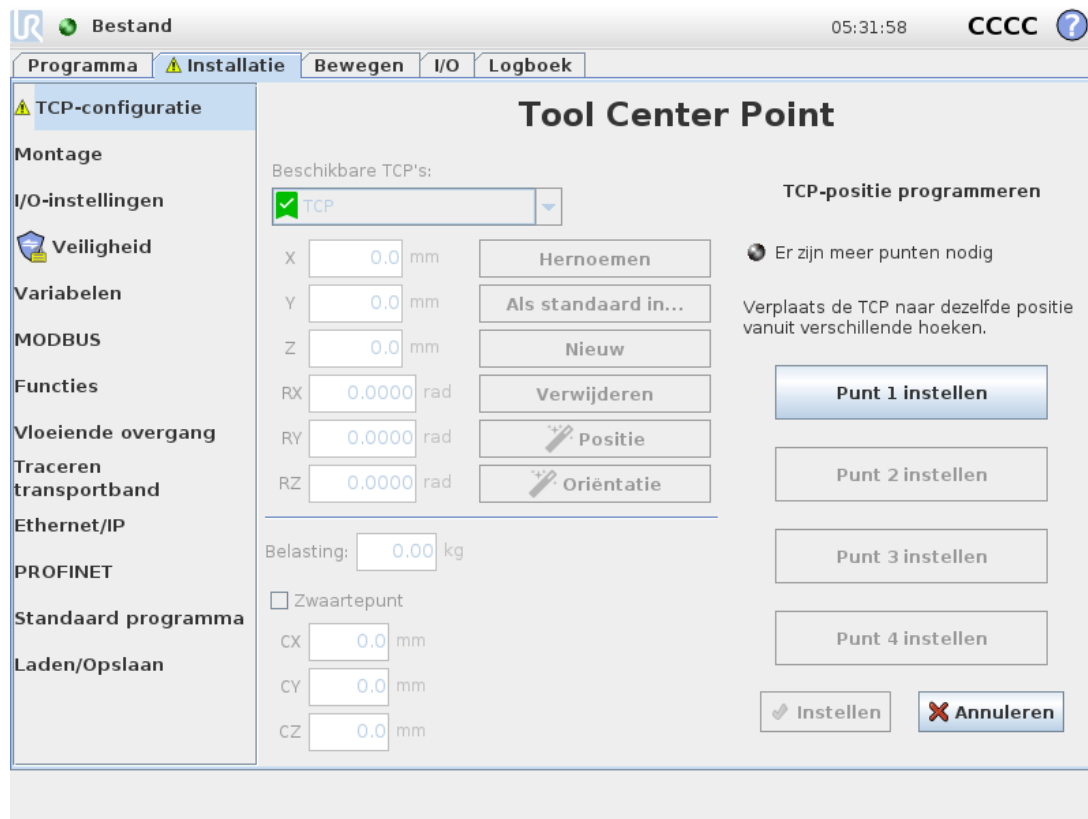 UR Bestand 05:31:58 CCCC ?
Programma Installatie Bewegen I/O Logboek
TCP-configuratie
Montage
I/O-instellingen
Veiligheid
Variabelen
MODBUS
Functies
Vloeiende overgang
Traceren
transportband
Ethernet/IP
PROFINET
Standaard programma
Laden/Opslaan
Tool Center Point
Beschikbare TCP's:
TCP
X 0.0 mm Hernoemen
Y 0.0 mm Als standaard in...
Z 0.0 mm Nieuw
RX 0.0000 rad Verwijderen
RY 0.0000 rad Positie
RZ 0.0000 rad Oriëntatie
Belasting: 0.00 kg
Zwaartepunt
CX 0.0 mm
CY 0.0 mm
CZ 0.0 mm
TCP-positie programmeren
Er zijn meer punten nodig
Verplaats de TCP naar dezelfde positie
vanuit verschillende hoeken.
Punt 1 instellen
Punt 2 instellen
Punt 3 instellen
Punt 4 instellen
Instellen Annuleren